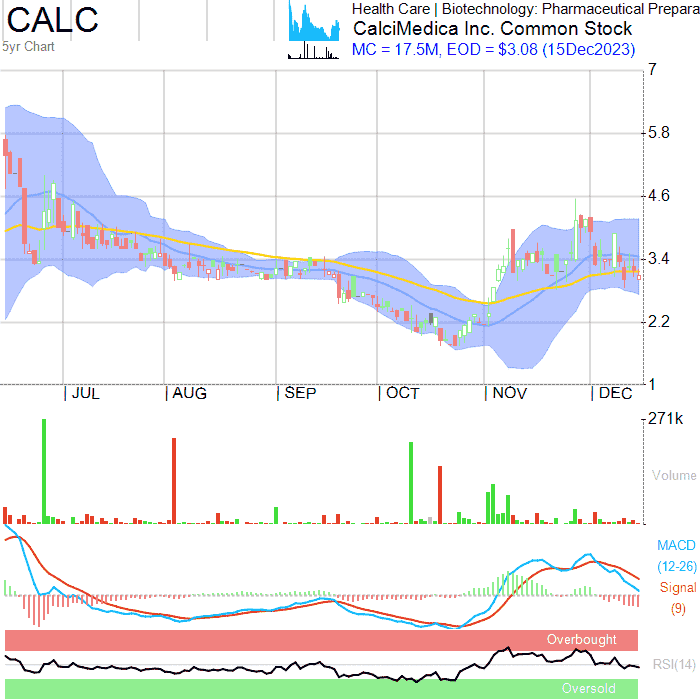 CALC
5yr Chart
Health Care | Biotechnology: Pharmaceutical Prepara
CalciMedica Inc. Common Stock
MC = 17.5M, EOD = $3.08 (15Dec2023)
7
5.8
4.6
3.4
2.2
1
JUL
AUG
SEP
OCT
NOV
DEC
271k
Volume
MACD
(12-26)
Signal
(9)
Overbought
RSI(14)
Oversold